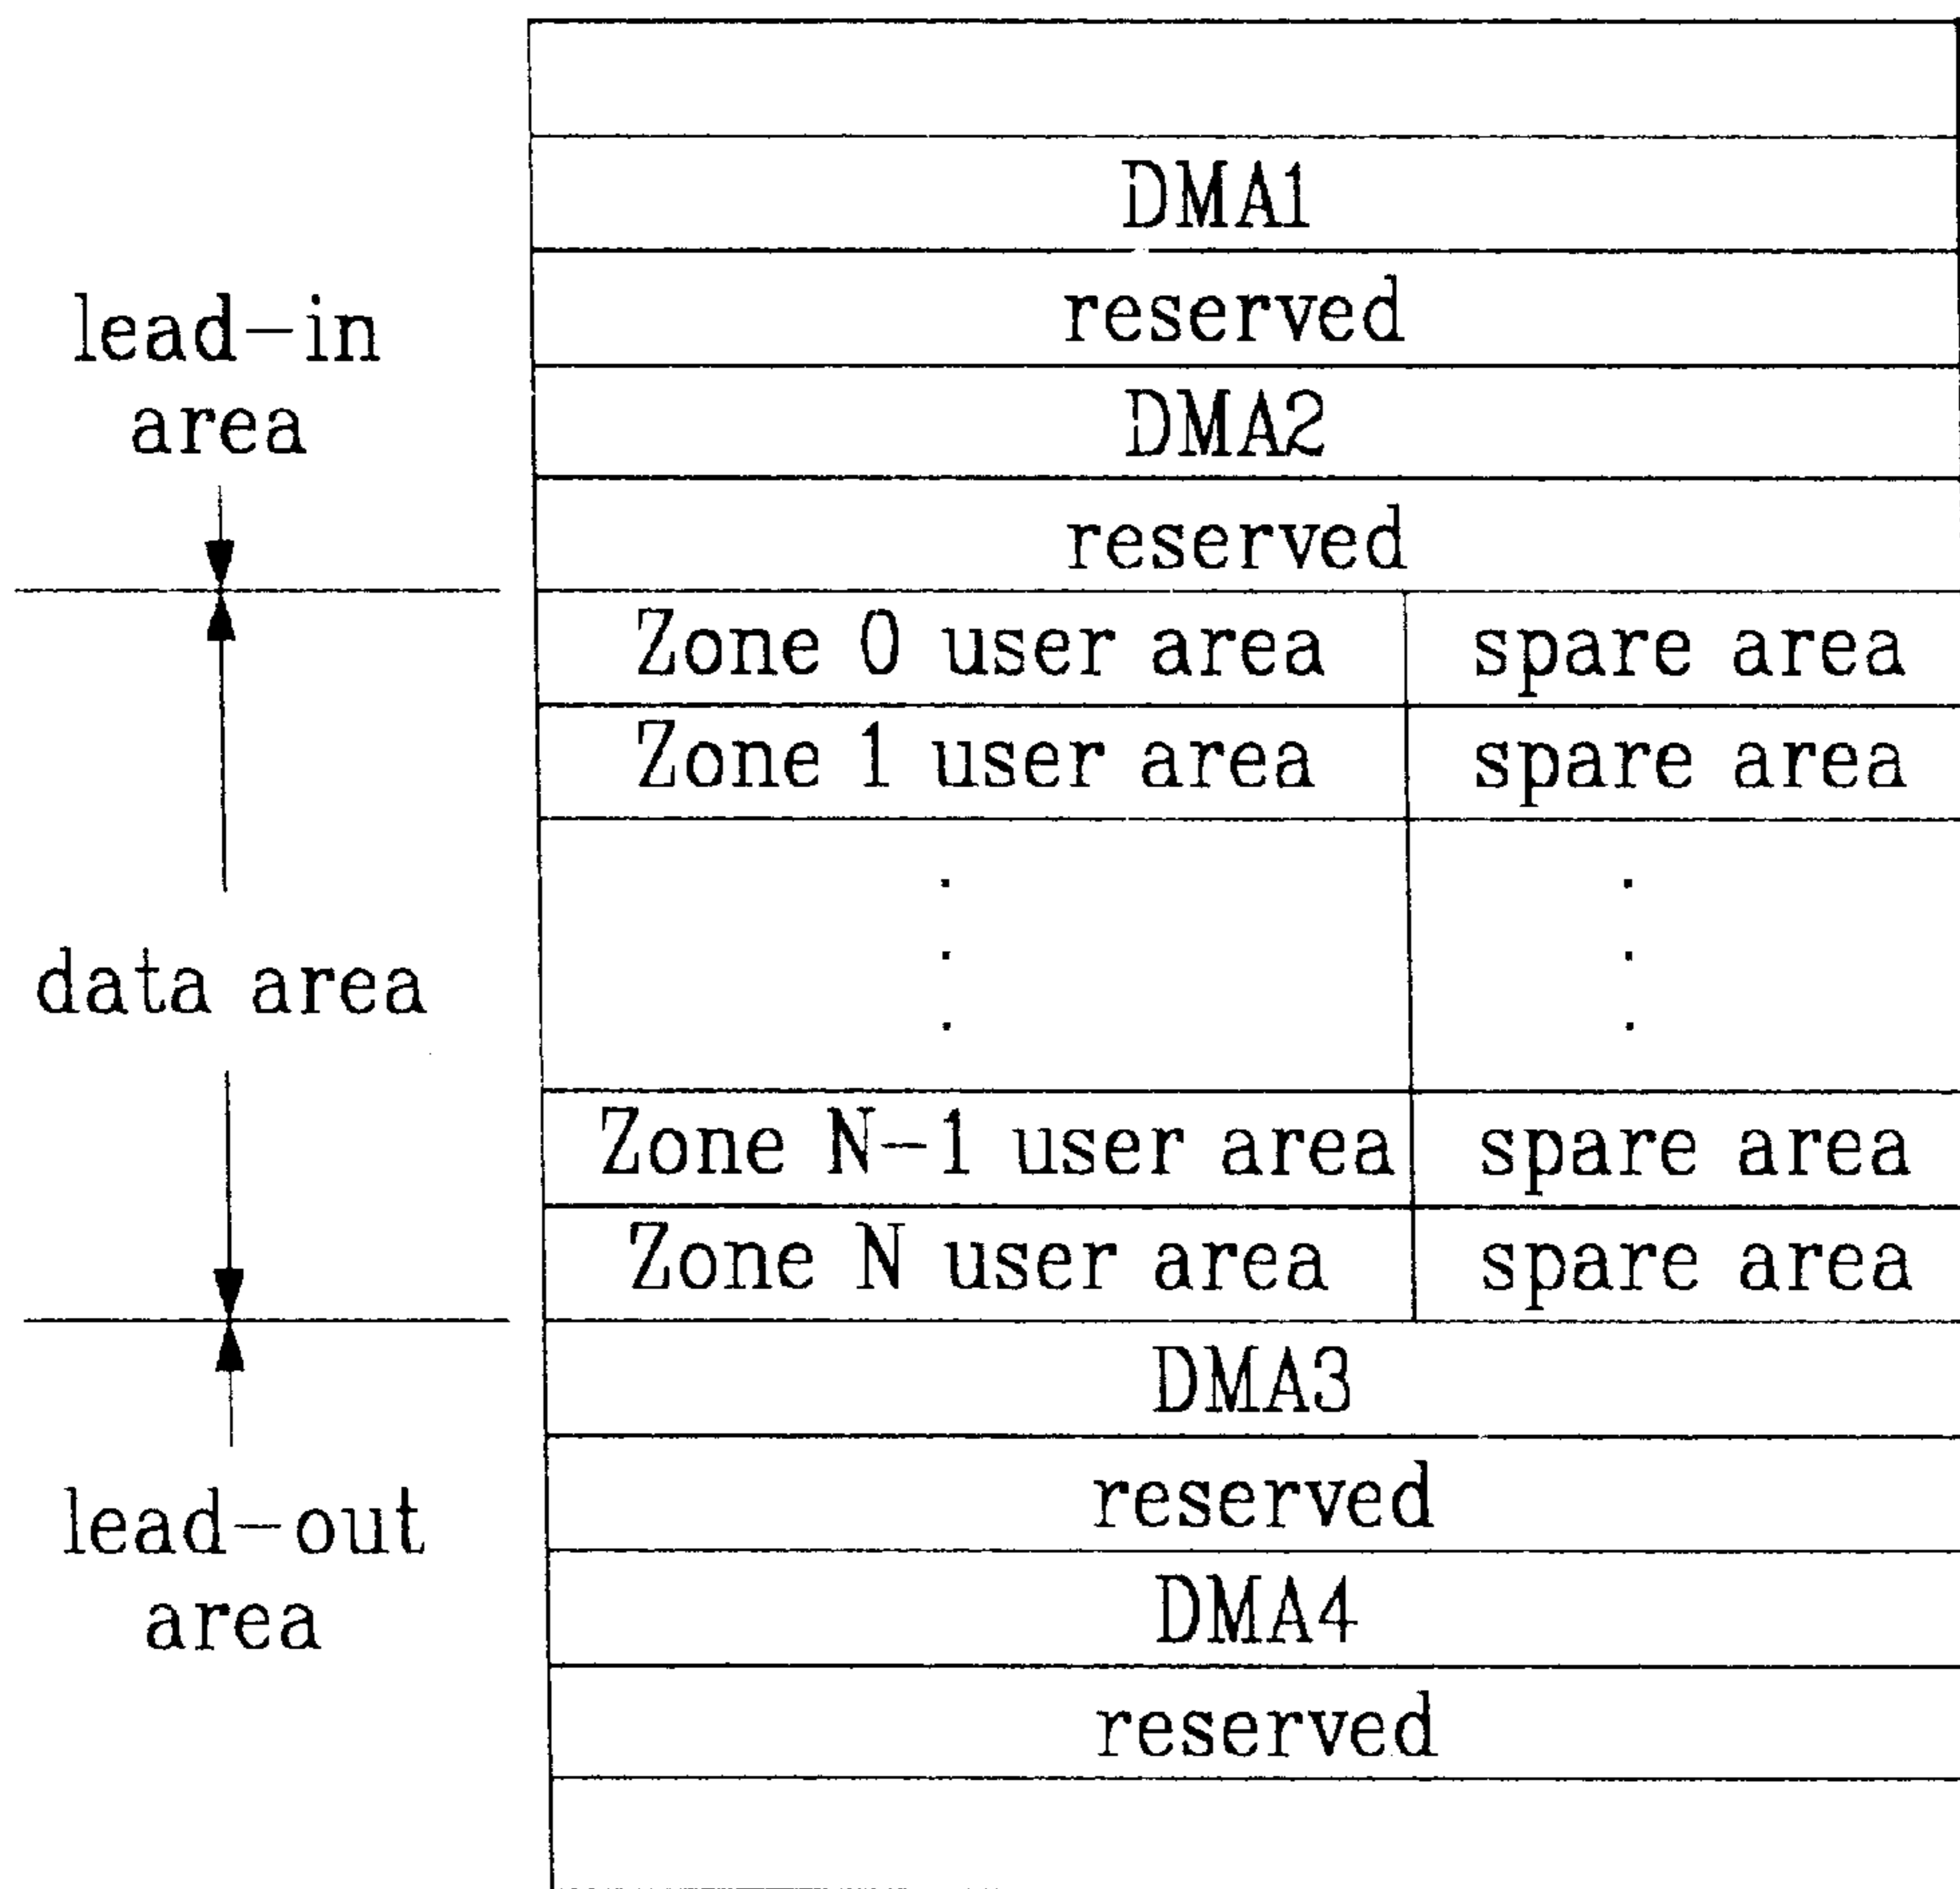 DMA1
reserved
lead-in
area
DMA2
reserved
Zone 0 user area spare area
Zone 1 user area spare area
. .
. .
data area
. .
Zone N-1 user area spare area
Zone N user area spare area
DMA3
reserved
lead-out
area
DMA4
reserved